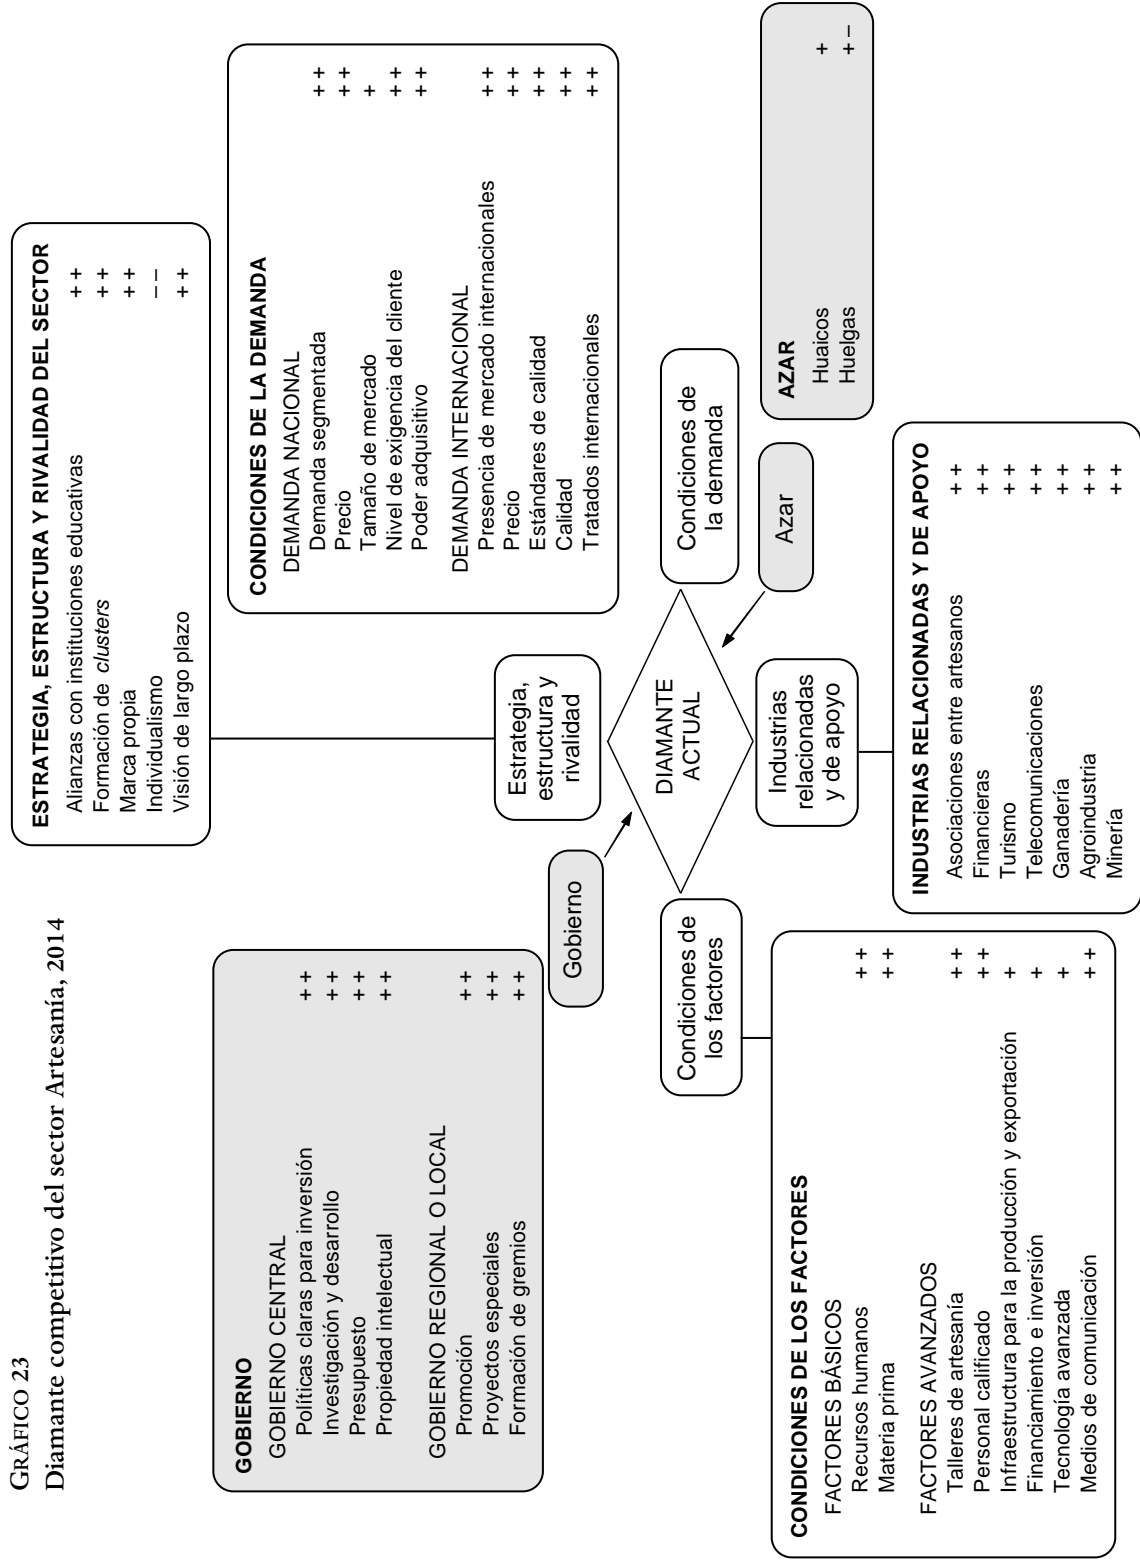 GRÁFICO 23
Diamante competitivo del sector Artesanía, 2014
GOBIERNO
GOBIERNO CENTRAL
Políticas claras para inversión ++
Investigación y desarrollo ++
Presupuesto ++
Propiedad intelectual ++
GOBIERNO REGIONAL O LOCAL
Promoción ++
Proyectos especiales ++
Formación de gremios ++
ESTRATEGIA, ESTRUCTURA Y RIVALIDAD DEL SECTOR
Alianzas con instituciones educativas ++
Formación de clusters ++
Marca propia ++
Individualismo – –
Visión de largo plazo ++
CONDICIONES DE LA DEMANDA
DEMANDA NACIONAL
Demanda segmentada ++
Precio ++
Tamaño de mercado +
Nivel de exigencia del cliente ++
Poder adquisitivo ++
DEMANDA INTERNACIONAL
Presencia de mercado internacionales ++
Precio ++
Estándares de calidad ++
Calidad ++
Tratados internacionales ++
Gobierno
Estrategia,
estructura y
rivalidad
DIAMANTE
ACTUAL
Condiciones de
los factores
Condiciones de
la demanda
Industrias
relacionadas
y de apoyo
Azar
CONDICIONES DE LOS FACTORES
FACTORES BÁSICOS
Recursos humanos ++
Materia prima ++
FACTORES AVANZADOS
Talleres de artesanía ++
Personal calificado ++
Infraestructura para la producción y exportación +
Financiamiento e inversión +
Tecnología avanzada +
Medios de comunicación ++
INDUSTRIAS RELACIONADAS Y DE APOYO
Asociaciones entre artesanos ++
Financieras ++
Turismo ++
Telecomunicaciones ++
Ganadería ++
Agroindustria ++
Minería ++
AZAR
Huaicos +
Huelgas + –